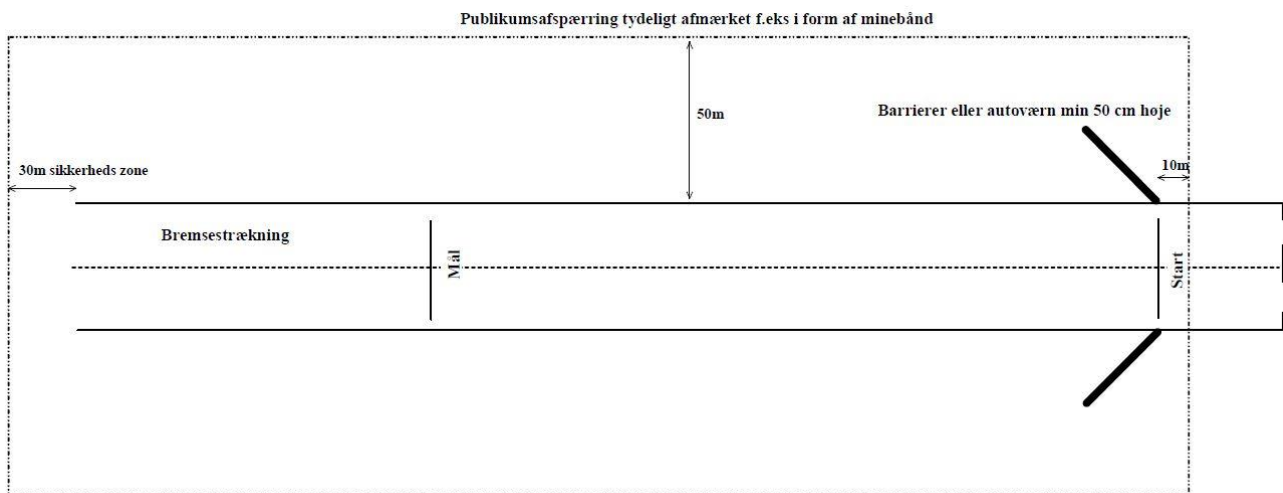 Publikumsafspærring tydeligt afmærket f.eks i form af minebånd
50m
Barrierer eller autoværn min 50 cm høje
30m sikkerheds zone
10m
Bremsestrækning
Mål
Start